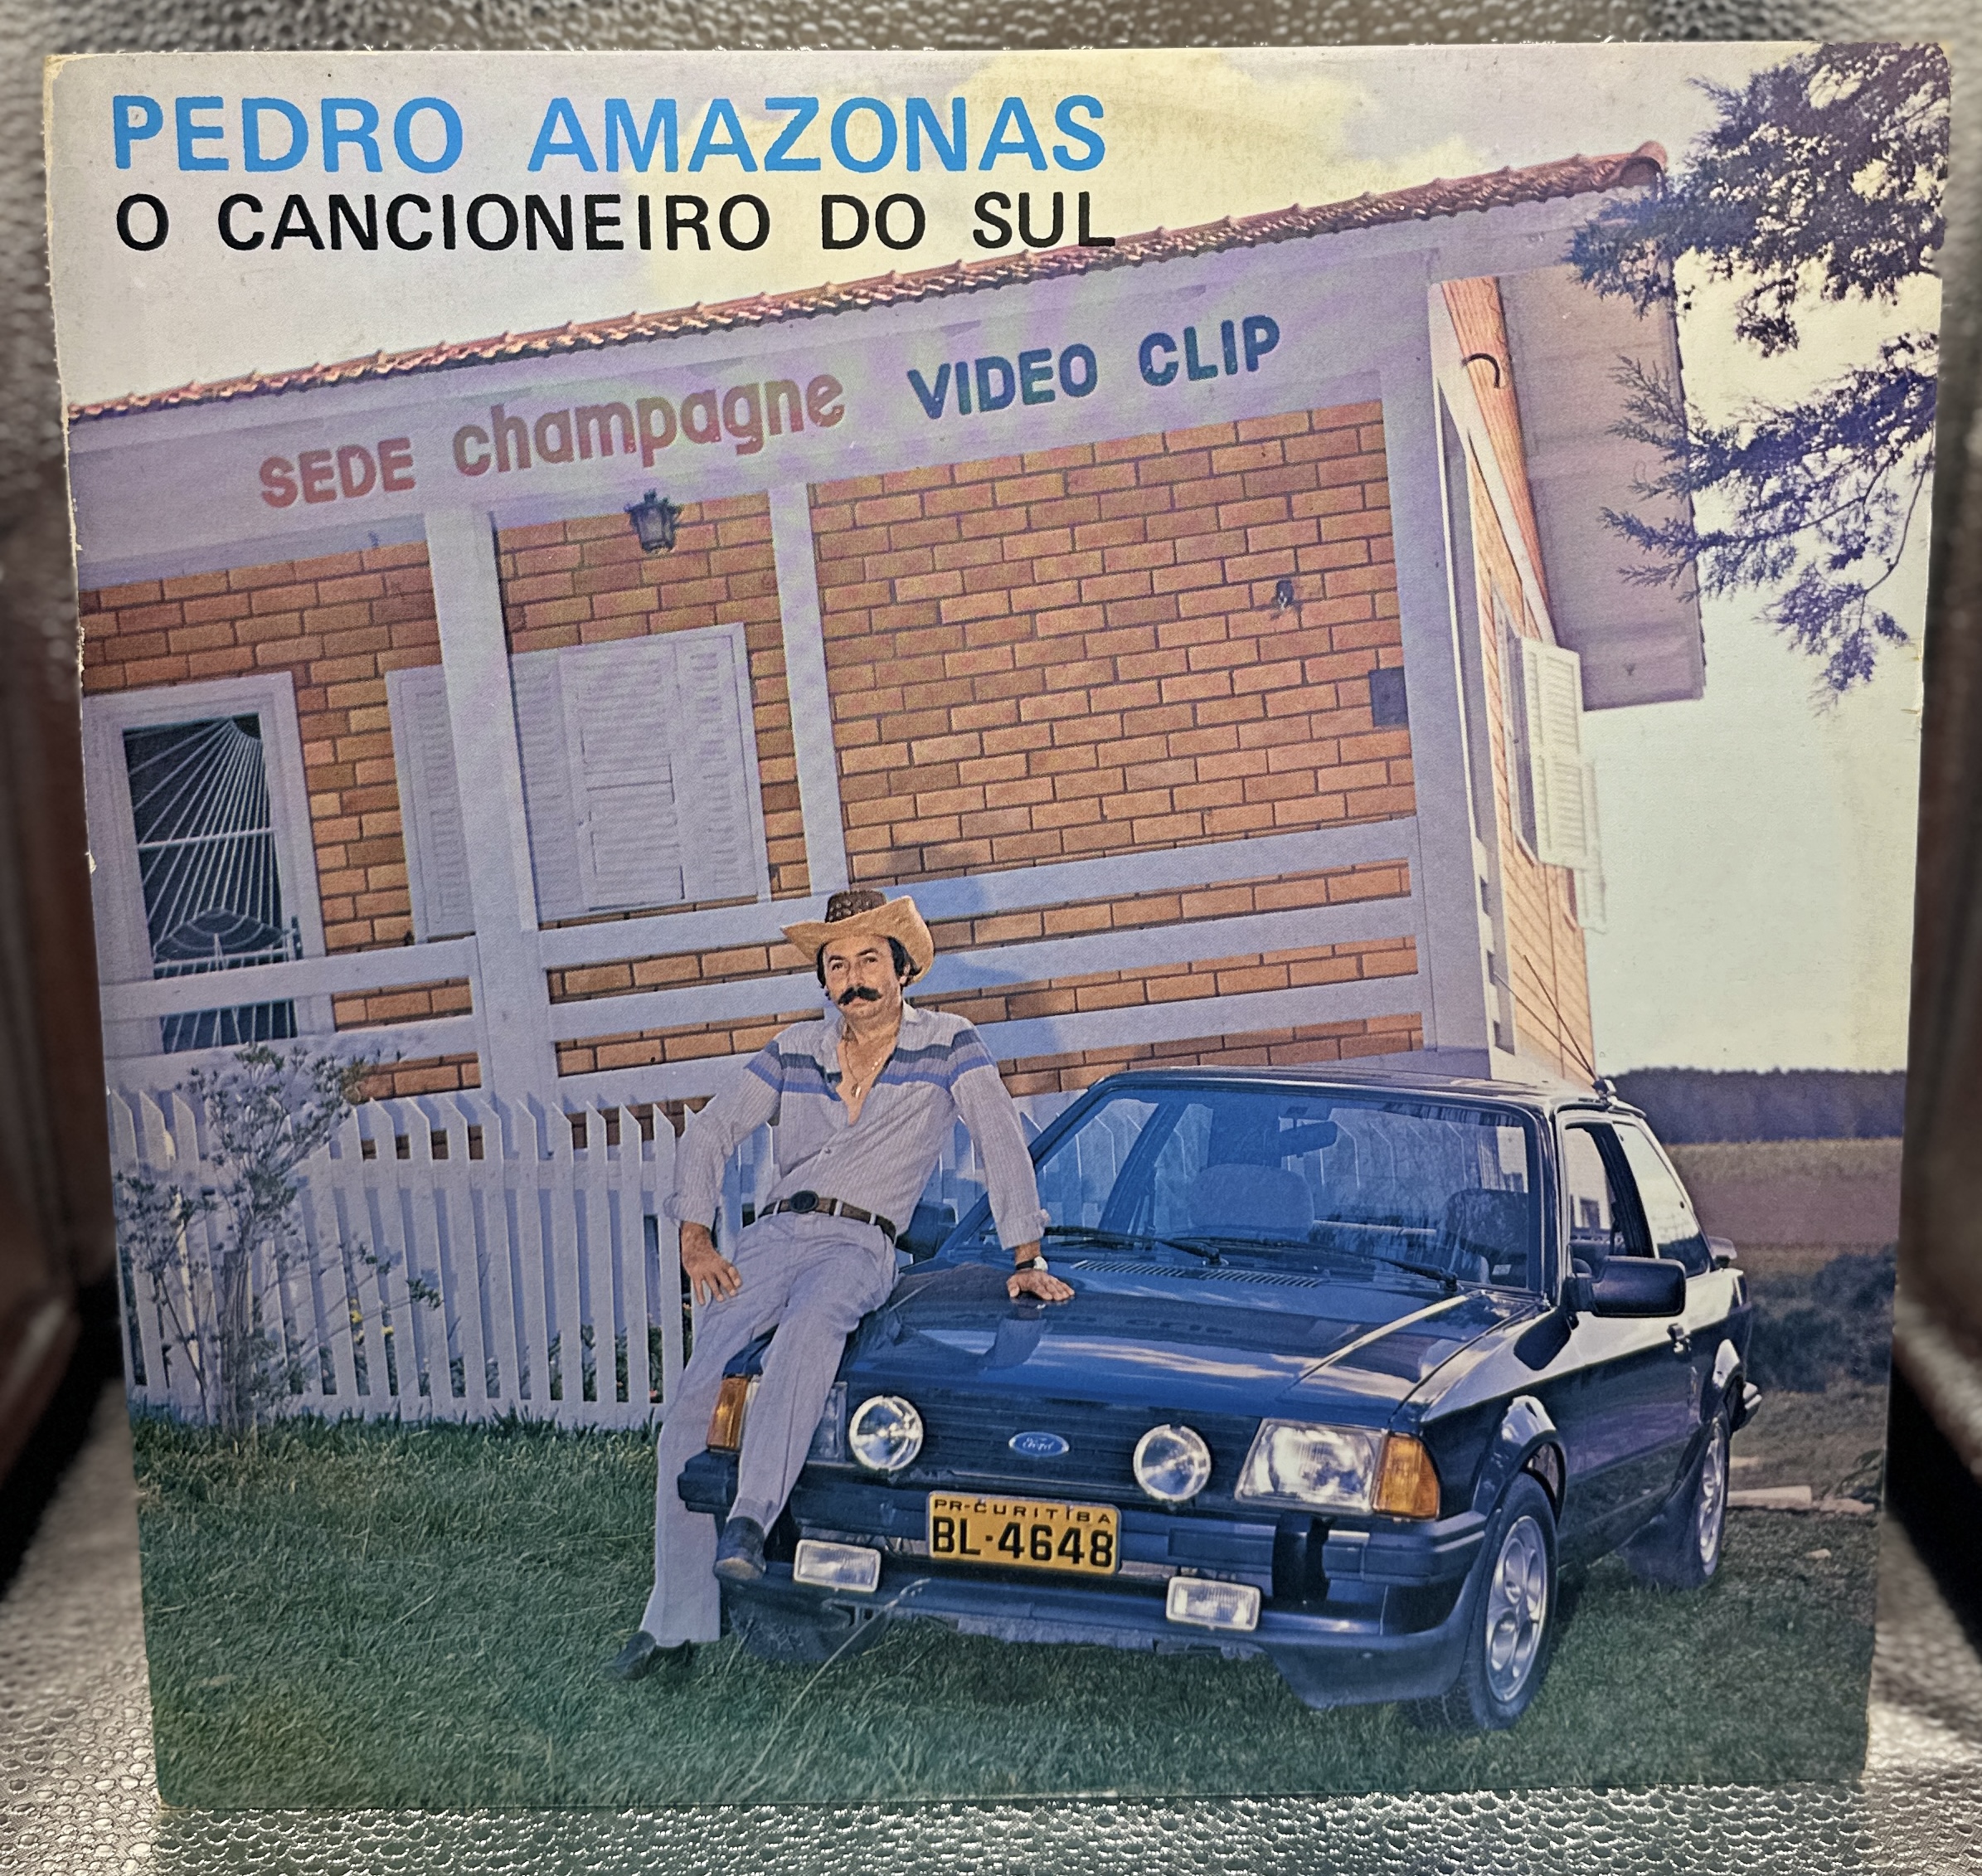 PEDRO AMAZONAS
O CANCIONEIRO DO SUL
SEDE champagne VIDEO CLIP
Ford
PR-CURITIBA
BL-4648